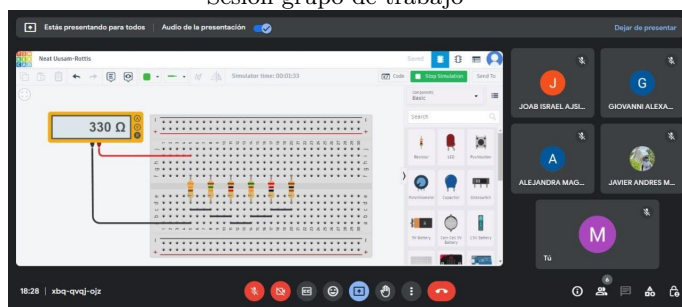 Sesión grupo de trabajo
Estás presentando para todos
Audio de la presentación
Dejar de presentar
Neat Uusam-Rottis
Saved
Simulator time: 00:01:33
Code
Stop Simulation
Send To
Components
Basic
Search
330 Ω
Resistor
LED
Pushbutton
Potentiometer
Capacitor
Slideswitch
9V Battery
Coin Cell 3V Battery
1.5V Battery
J
JOAB ISRAEL AJSI...
G
GIOVANNI ALEXA...
A
ALEJANDRA MAG...
JAVIER ANDRES M...
M
Tú
18:28
xbq-qvqj-ojz
6